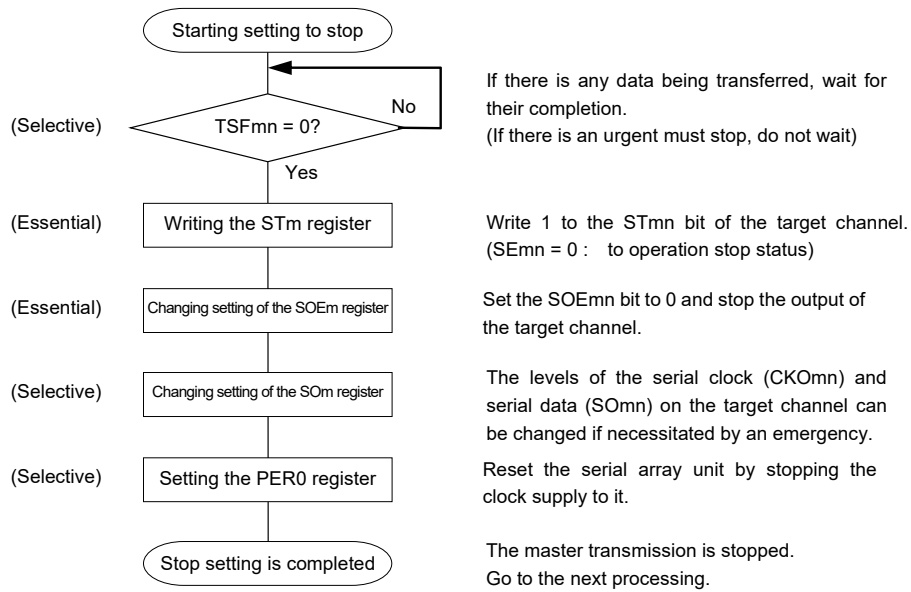 Starting setting to stop
If there is any data being transferred, wait for
their completion.
(If there is an urgent must stop, do not wait)
(Selective)
TSFmn = 0?
No
Yes
(Essential)
Writing the STm register
Write 1 to the STmn bit of the target channel.
(SEmn = 0 : to operation stop status)
(Essential)
Changing setting of the SOEm register
Set the SOEmn bit to 0 and stop the output of
the target channel.
(Selective)
Changing setting of the SOm register
The levels of the serial clock (CKOmn) and
serial data (SOmn) on the target channel can
be changed if necessitated by an emergency.
(Selective)
Setting the PER0 register
Reset the serial array unit by stopping the
clock supply to it.
Stop setting is completed
The master transmission is stopped.
Go to the next processing.